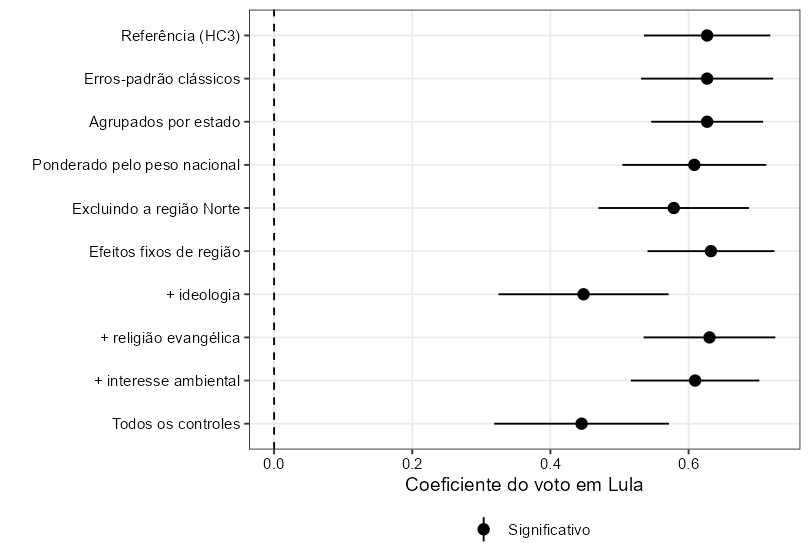 Referência (HC3)
Erros-padrão clássicos
Agrupados por estado
Ponderado pelo peso nacional
Excluindo a região Norte
Efeitos fixos de região
+ ideologia
+ religião evangélica
+ interesse ambiental
Todos os controles
0.0 0.2 0.4 0.6
Coeficiente do voto em Lula
Significativo